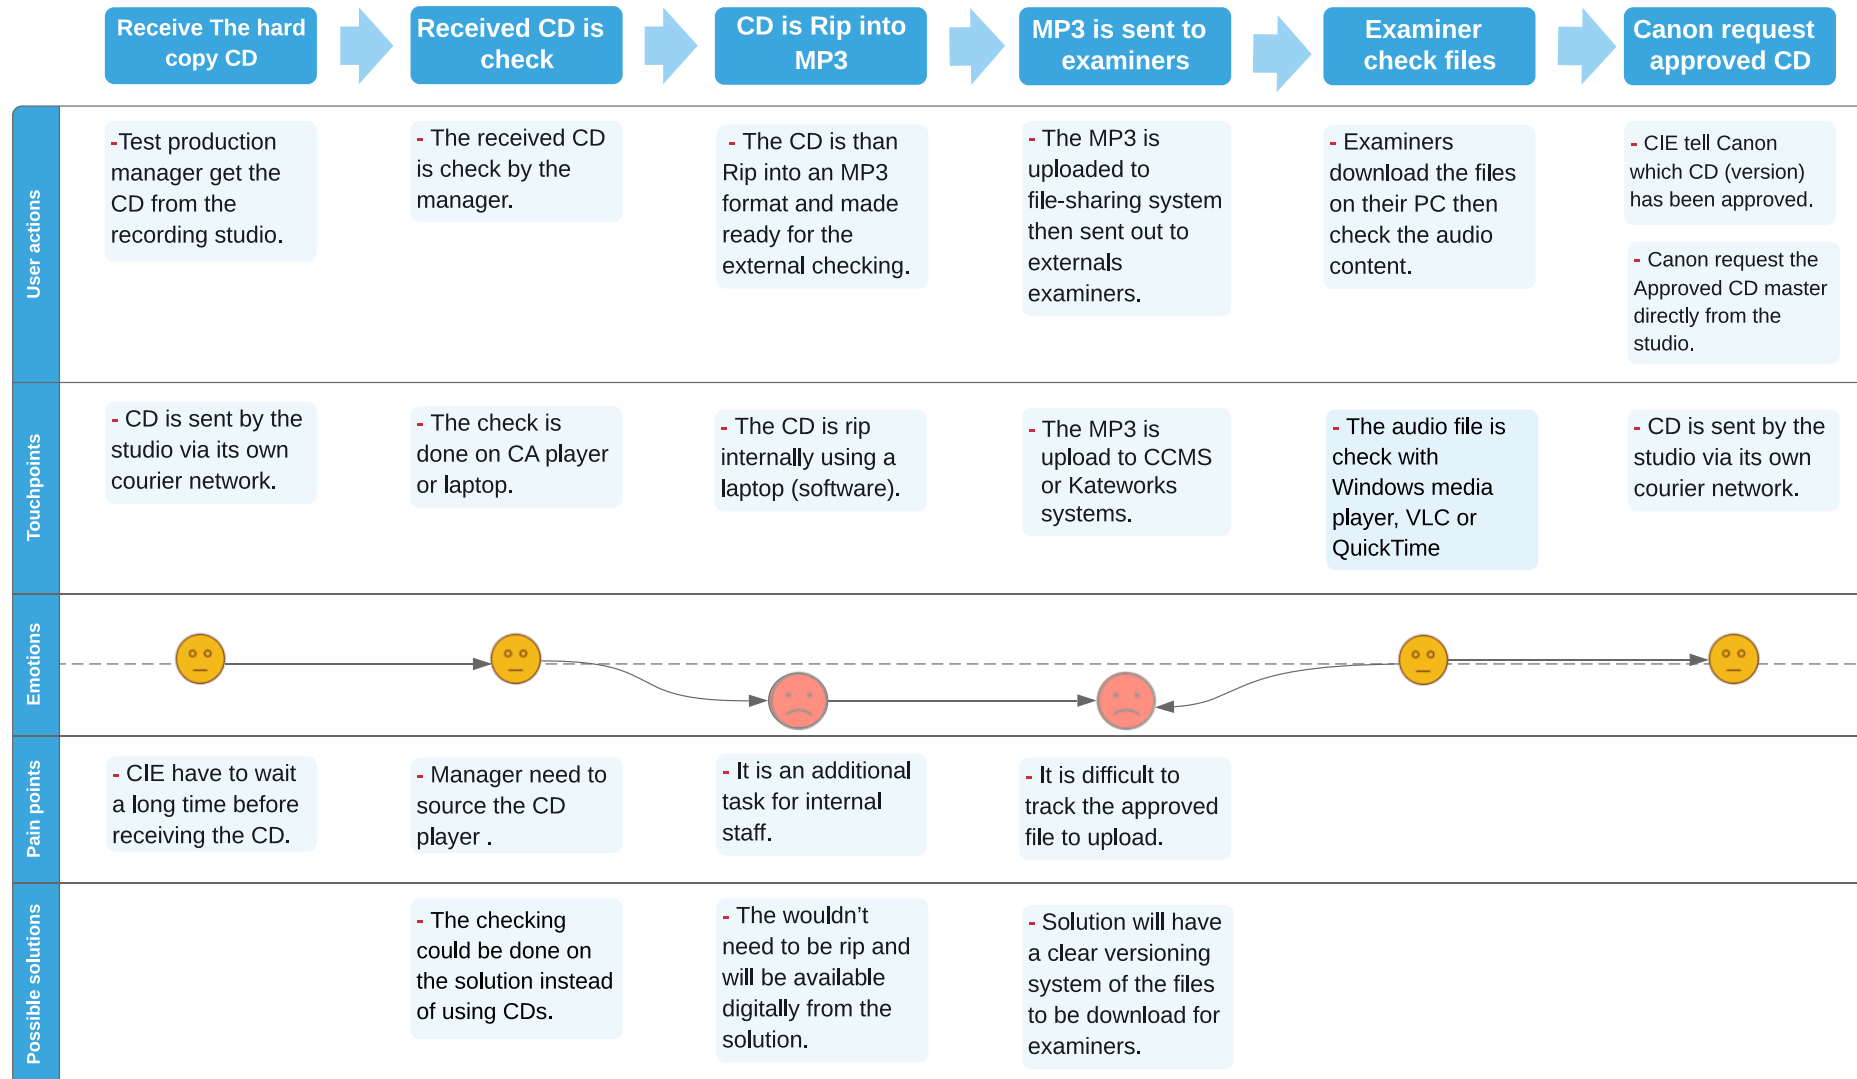 Receive The hard
copy CD
Received CD is
check
CD is Rip into
MP3
MP3 is sent to
examiners
Examiner
check files
Canon request
approved CD
User actions
-Test production
manager get the
CD from the
recording studio.
- The received CD
is check by the
manager.
- The CD is than
Rip into an MP3
format and made
ready for the
external checking.
- The MP3 is
uploaded to
file-sharing system
then sent out to
externals
examiners.
- Examiners
download the files
on their PC then
check the audio
content.
- CIE tell Canon
which CD (version)
has been approved.
- Canon request the
Approved CD master
directly from the
studio.
Touchpoints
- CD is sent by the
studio via its own
courier network.
- The check is
done on CA player
or laptop.
- The CD is rip
internally using a
laptop (software).
- The MP3 is
upload to CCMS
or Kateworks
systems.
- The audio file is
check with
Windows media
player, VLC or
QuickTime
- CD is sent by the
studio via its own
courier network.
Emotions
Pain points
- CIE have to wait
a long time before
receiving the CD.
- Manager need to
source the CD
player .
- It is an additional
task for internal
staff.
- It is difficult to
track the approved
file to upload.
Possible solutions
- The checking
could be done on
the solution instead
of using CDs.
- The wouldn't
need to be rip and
will be available
digitally from the
solution.
- Solution will have
a clear versioning
system of the files
to be download for
examiners.